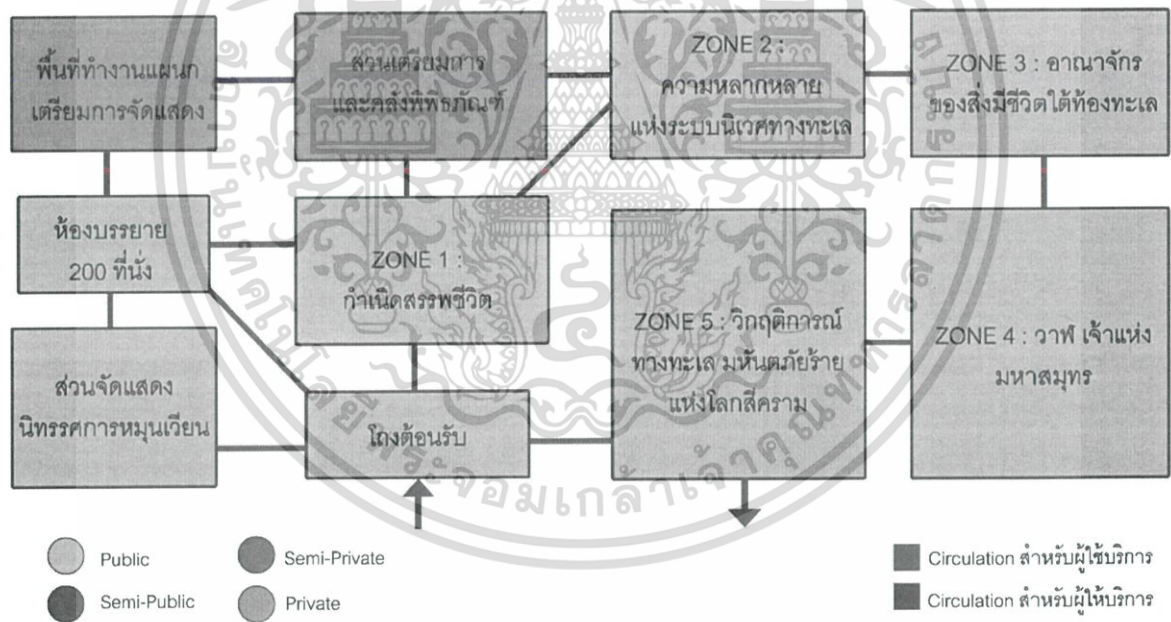 พื้นที่ทำงานแผนก
เตรียมการจัดแสดง
ส่วนเตรียมการ
และคลังพิพิธภัณฑ์
ZONE 2 :
ความหลากหลาย
แห่งระบบนิเวศทางทะเล
ZONE 3 : อาณาจักร
ของสิ่งมีชีวิตใต้ท้องทะเล
ห้องบรรยาย
200 ที่นั่ง
ZONE 1 :
กำเนิดสรรพชีวิต
ZONE 5 : วิกฤติการณ์
ทางทะเล มหันตภัยร้าย
แห่งโลกสีคราม
ZONE 4 : วาฬ เจ้าแห่ง
มหาสมุทร
ส่วนจัดแสดง
นิทรรศการหมุนเวียน
โถงต้อนรับ
Public
Semi-Private
Semi-Public
Private
Circulation สำหรับผู้ใช้บริการ
Circulation สำหรับผู้ให้บริการ